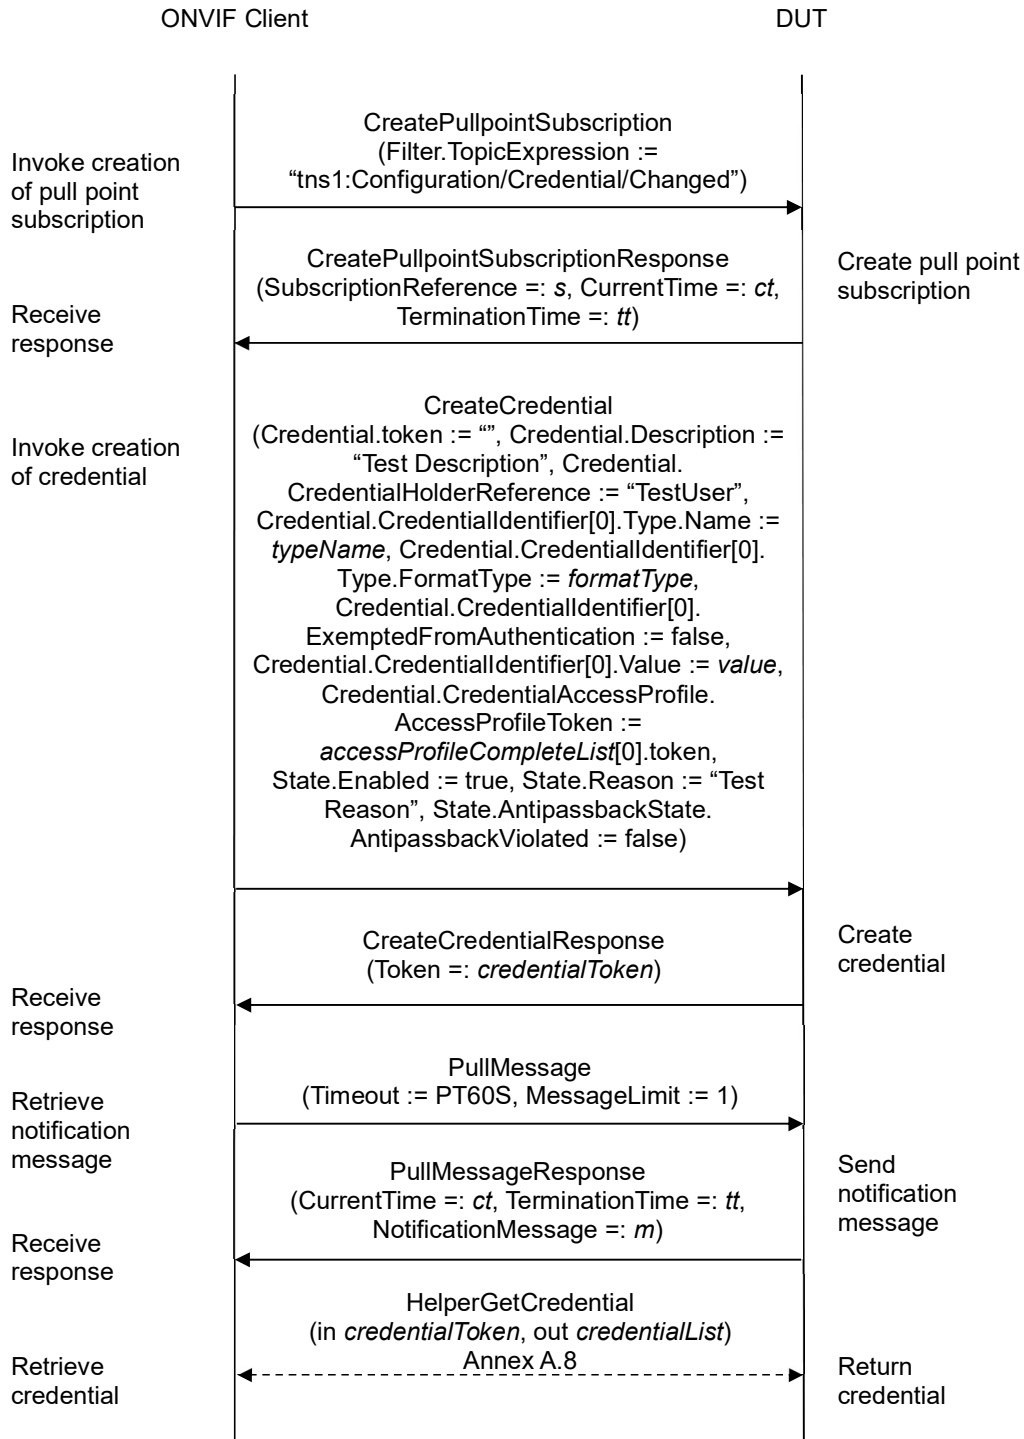 ONVIF Client
DUT
CreatePullpointSubscription
(Filter.TopicExpression :=
“tns1:Configuration/Credential/Changed”)
Invoke creation
of pull point
subscription
CreatePullpointSubscriptionResponse
(SubscriptionReference =: s, CurrentTime =: ct,
TerminationTime =: tt)
Create pull point
subscription
Receive
response
CreateCredential
(Credential.token := “”, Credential.Description :=
“Test Description”, Credential.
CredentialHolderReference := “TestUser”,
Credential.CredentialIdentifier[0].Type.Name :=
typeName, Credential.CredentialIdentifier[0].
Type.FormatType := formatType,
Credential.CredentialIdentifier[0].
ExemptedFromAuthentication := false,
Credential.CredentialIdentifier[0].Value := value,
Credential.CredentialAccessProfile.
AccessProfileToken :=
accessProfileCompleteList[0].token,
State.Enabled := true, State.Reason := “Test
Reason”, State.AntipassbackState.
AntipassbackViolated := false)
Invoke creation
of credential
CreateCredentialResponse
(Token =: credentialToken)
Create
credential
Receive
response
PullMessage
(Timeout := PT60S, MessageLimit := 1)
Retrieve
notification
message
PullMessageResponse
(CurrentTime =: ct, TerminationTime =: tt,
NotificationMessage =: m)
Send
notification
message
Receive
response
HelperGetCredential
(in credentialToken, out credentialList)
Annex A.8
Retrieve
credential
Return
credential